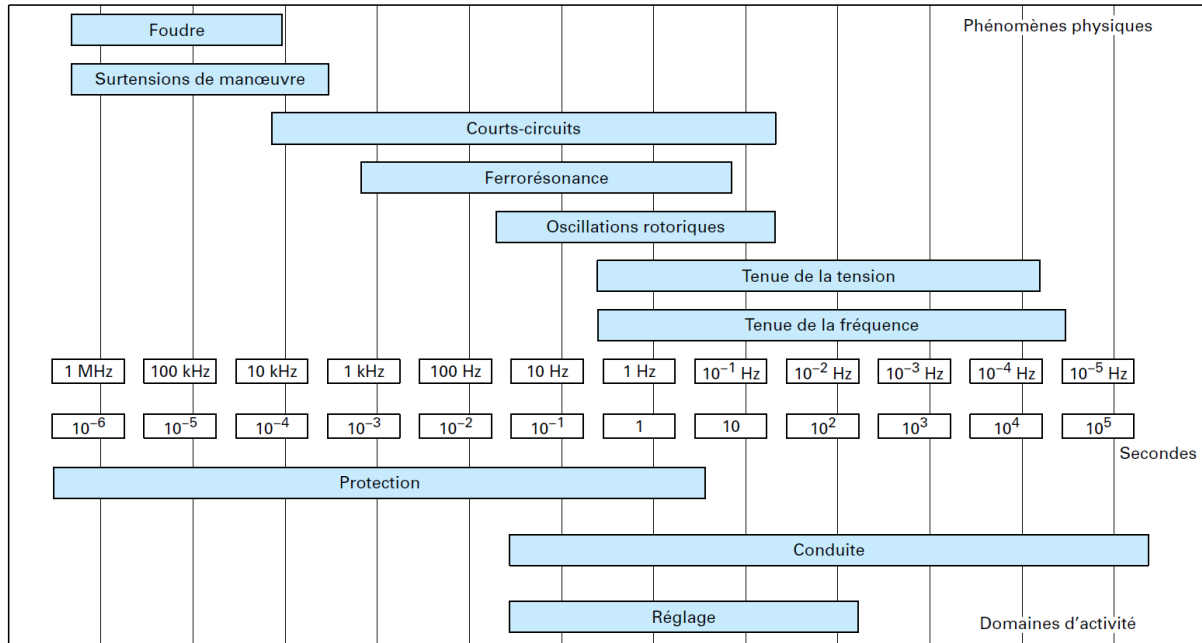 Foudre
Phénomènes physiques
Surtensions de manœuvre
Courts-circuits
Ferrorésonance
Oscillations rotoriques
Tenue de la tension
Tenue de la fréquence
1 MHz 100 kHz 10 kHz 1 kHz 100 Hz 10 Hz 1 Hz 10⁻¹ Hz 10⁻² Hz 10⁻³ Hz 10⁻⁴ Hz 10⁻⁵ Hz
10⁻⁶ 10⁻⁵ 10⁻⁴ 10⁻³ 10⁻² 10⁻¹ 1 10 10² 10³ 10⁴ 10⁵
Secondes
Protection
Conduite
Réglage
Domaines d’activité